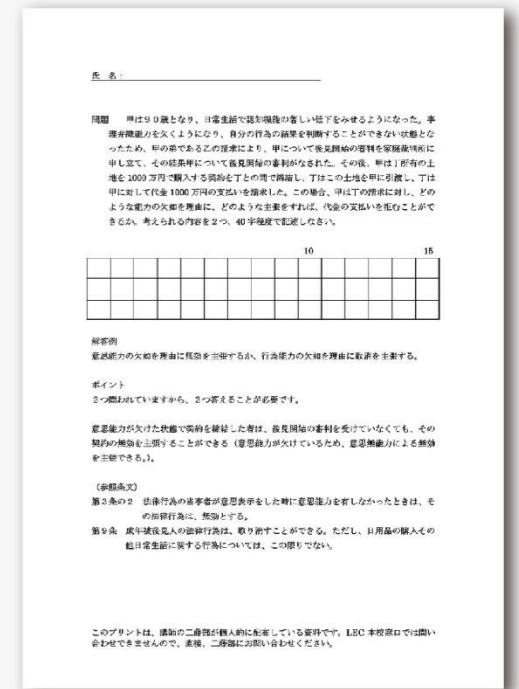 氏 名：
問題 甲は９０歳となり、日常生活で認知機能の著しい低下をみせるようになった。事
理弁識能力を欠くようになり、自分の行為の結果を判断することができない状態とな
ったため、甲の弟である乙の請求により、甲について後見開始の審判を家庭裁判所に
申し立て、その結果甲について後見開始の審判がなされた。その後、甲は丁所有の土
地を 1000 万円で購入する契約を丁との間で締結し、丁はこの土地を甲に引渡し、丁は
甲に対して代金 1000 万円の支払いを請求した。この場合、甲は丁の請求に対し、どの
ような能力の欠如を理由に、どのような主張をすれば、代金の支払いを拒むことがで
きるか。考えられる内容を２つ、40 字程度で記述しなさい。
10 15
解答例
意思能力の欠如を理由に無効を主張するか、行為能力の欠如を理由に取消を主張する。
ポイント
２つ問われていますから、２つ答えることが必要です。
意思能力が欠けた状態で契約を締結した者は、後見開始の審判を受けていなくても、その
契約の無効を主張することができる（意思能力が欠けているため、意思無能力による無効
を主張できる。）。
（参照条文）
第３条の２ 法律行為の当事者が意思表示をした時に意思能力を有しなかったときは、そ
の法律行為は、無効とする。
第９条 成年被後見人の法律行為は、取り消すことができる。ただし、日用品の購入その
他日常生活に関する行為については、この限りでない。
このプリントは、講師の二藤部が個人的に配布している資料です。LEC 本校窓口では問い
合わせできませんので、直接、二藤部にお問い合わせください。